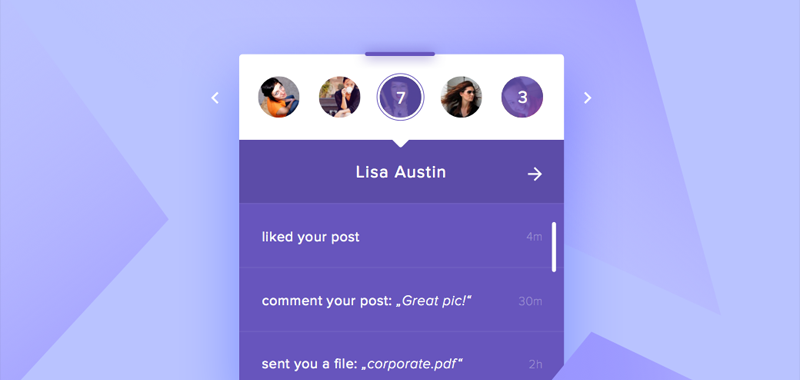 7
3
Lisa Austin
liked your post
4m
comment your post: „Great pic!“
30m
sent you a file: „corporate.pdf“
2h